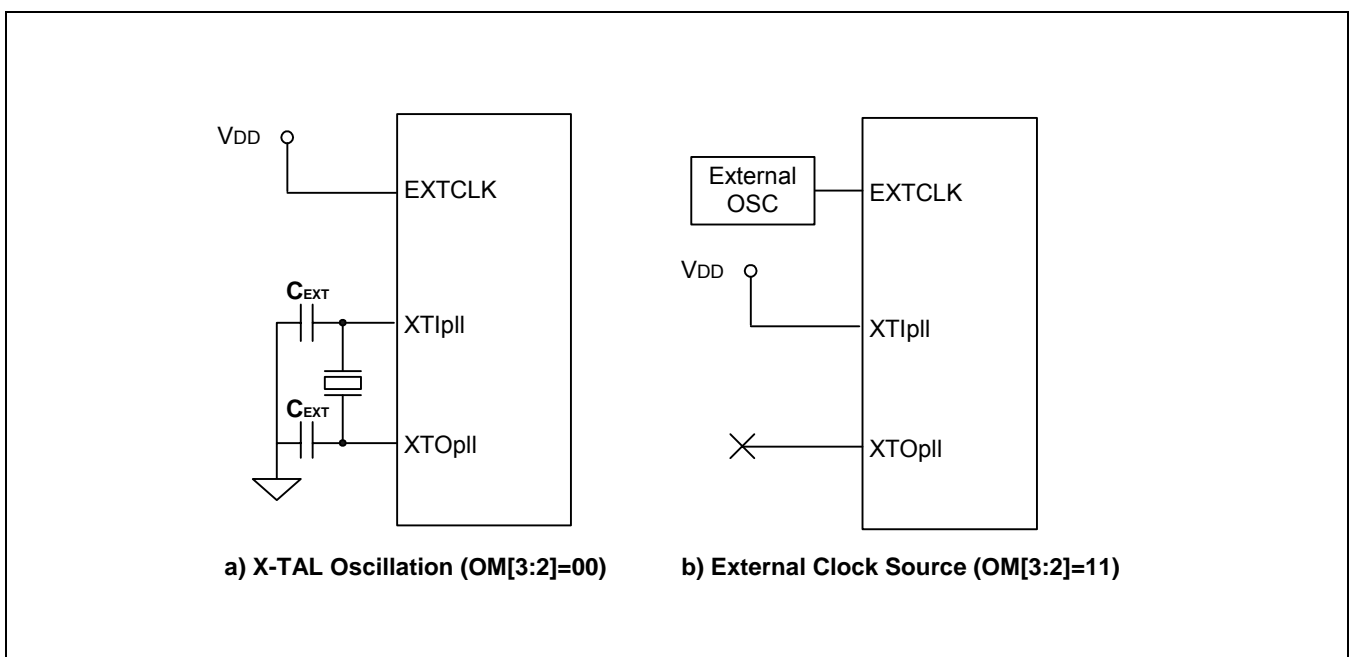 VDD
EXTCLK
CEXT
XTIpll
CEXT
XTOpll
a) X-TAL Oscillation (OM[3:2]=00)
External
OSC
EXTCLK
VDD
XTIpll
XTOpll
b) External Clock Source (OM[3:2]=11)